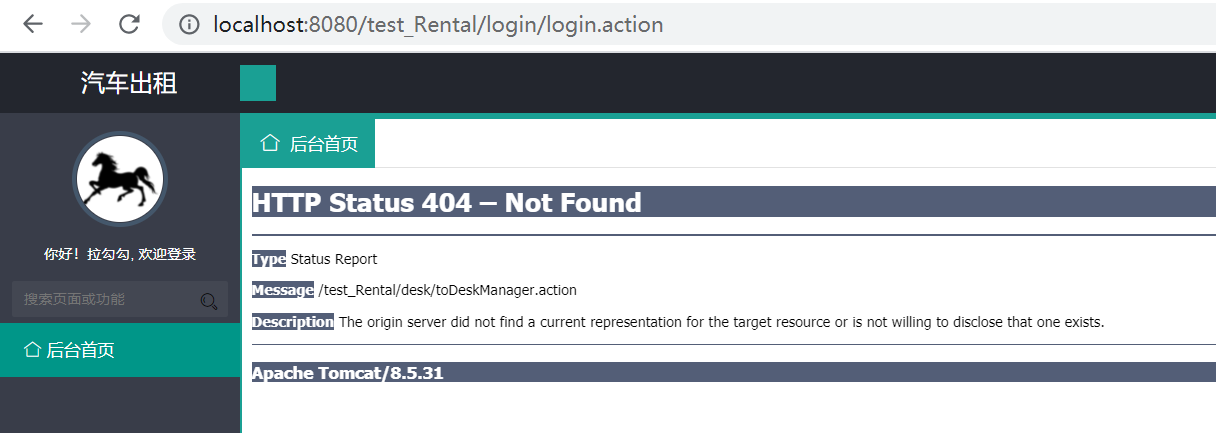 localhost:8080/test_Rental/login/login.action
汽车出租
后台首页
你好！拉勾勾, 欢迎登录
搜索页面或功能
后台首页
HTTP Status 404 – Not Found
Type Status Report
Message /test_Rental/desk/toDeskManager.action
Description The origin server did not find a current representation for the target resource or is not willing to disclose that one exists.
Apache Tomcat/8.5.31